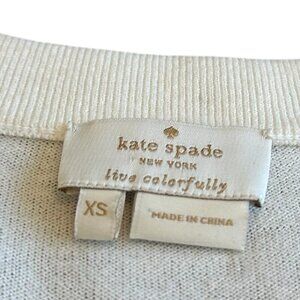 kate spade
NEW YORK
live colorfully
XS
MADE IN CHINA